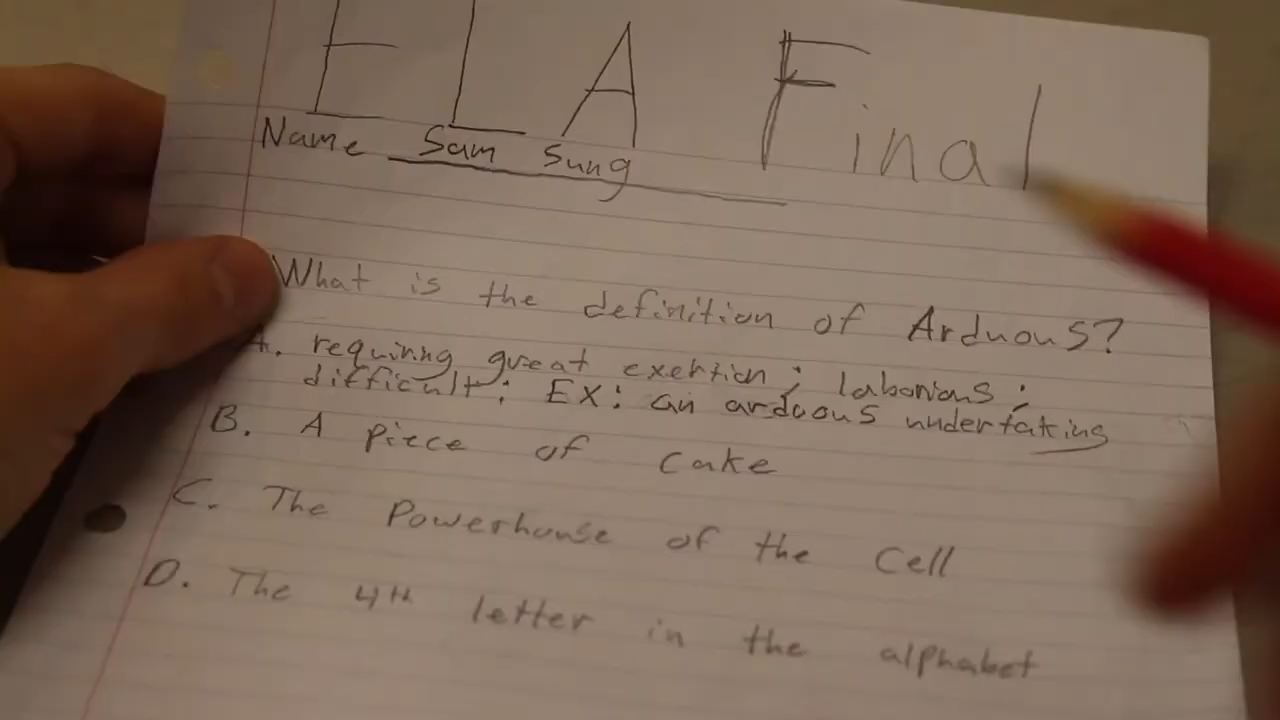 ELA Final
Name Sam Sung
What is the definition of Arduous?
A. requiring great exertion; laborious;
difficult; EX: an arduous undertaking
B. A piece of cake
C. The Powerhouse of the Cell
D. The 4th letter in the alphabet